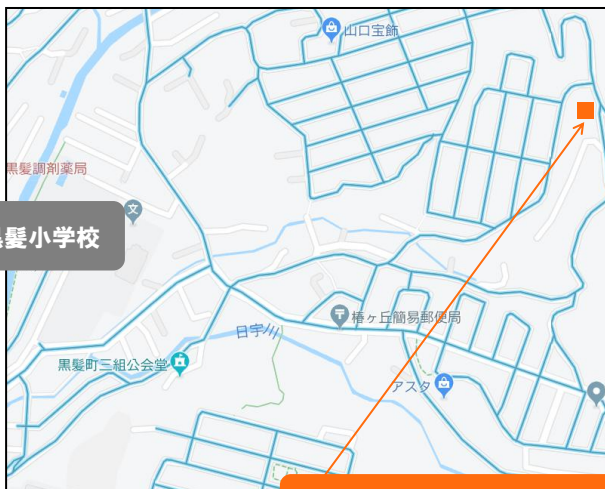 山口宝飾
黒髪調剤薬局
文
髪小学校
〒
椿ヶ丘簡易郵便局
日宇川
黒髪町三組公会堂
アスタ